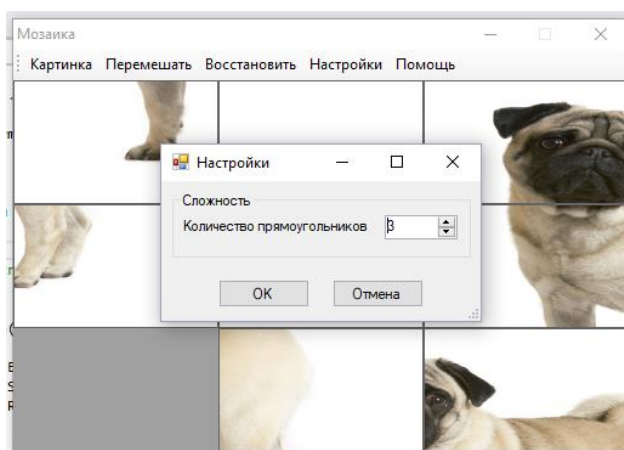 Мозаика
Картинка Перемешать Восстановить Настройки Помощь
Настройки
Сложность
Количество прямоугольников 3
OK Отмена
E
S
R